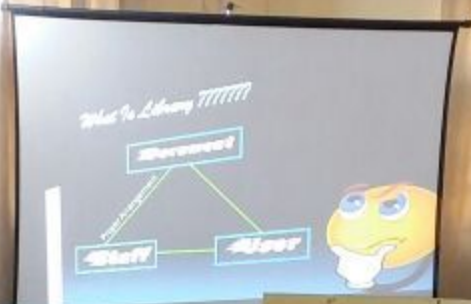 What Is Library ???????
Document
Proper Arrangement
Staff
User